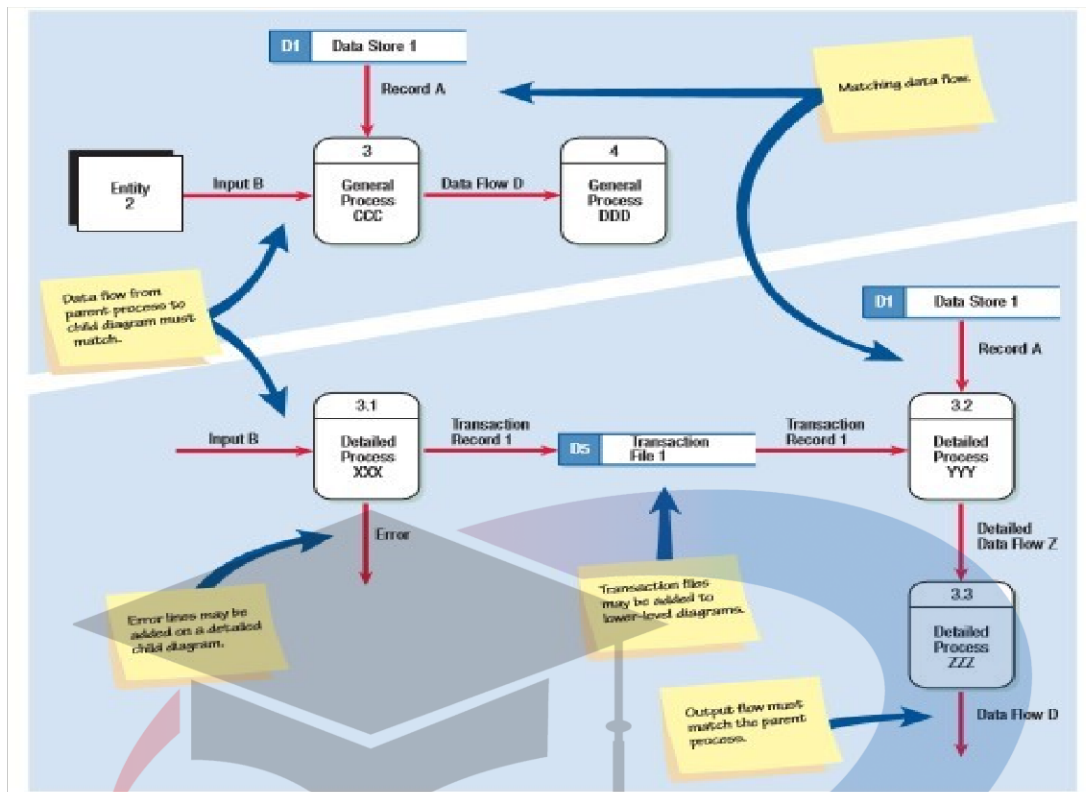 D1 Data Store 1
Record A
Matching data flow.
3
General
Process
CCC
4
General
Process
DDD
Entity
2
Input B
Data Flow D
Data flow from
parent process to
child diagram must
match.
D1 Data Store 1
Record A
3.1
Detailed
Process
XXX
Input B
Transaction
Record 1
D5 Transaction
File 1
Transaction
Record 1
3.2
Detailed
Process
YYY
Error
Detailed
Data Flow Z
Error lines may be
added on a detailed
child diagram.
Transaction files
may be added to
lower-level diagrams.
3.3
Detailed
Process
ZZZ
Output flow must
match the parent
process.
Data Flow D